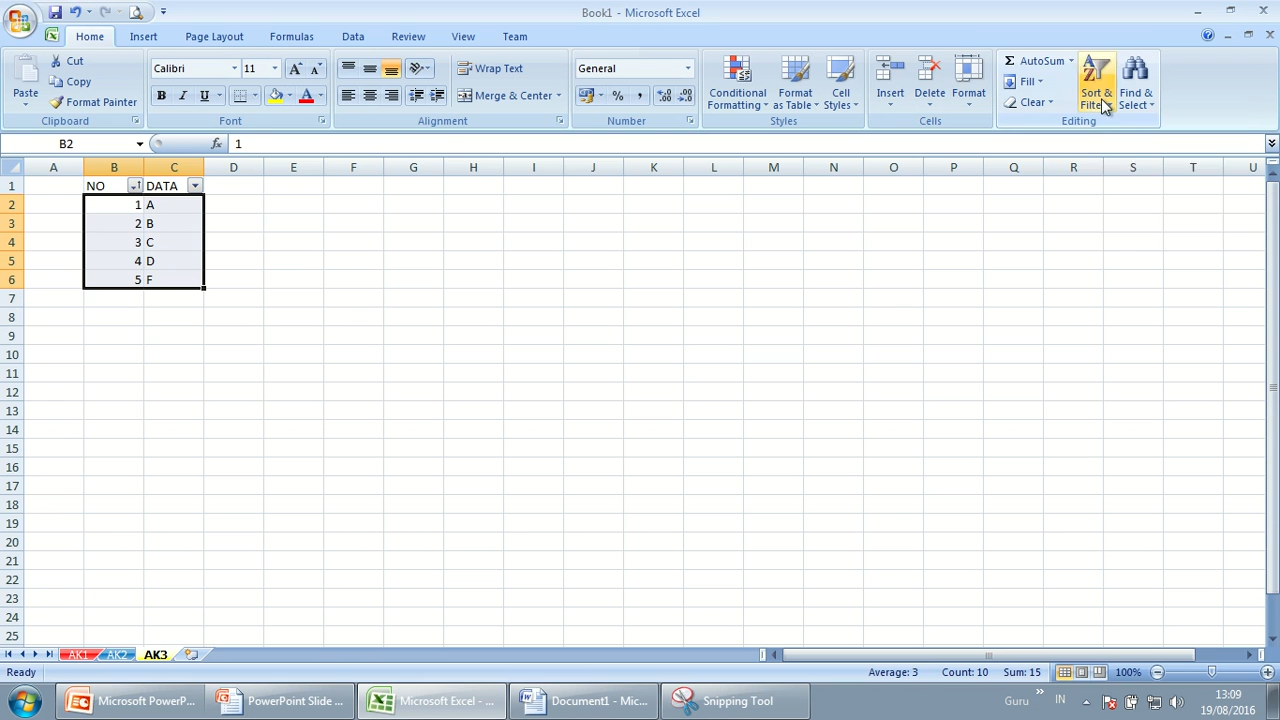 Book1 - Microsoft Excel
Home Insert Page Layout Formulas Data Review View Team
Paste
Cut
Copy
Format Painter
Clipboard
Calibri 11
B I U
Font
Wrap Text
Merge & Center
Alignment
General
% ,
Number
Conditional Formatting
Format as Table
Cell Styles
Styles
Insert
Delete
Format
Cells
Σ AutoSum
Fill
Clear
Sort & Filter
Find & Select
Editing
B2 fx 1
A B C D E F G H I J K L M N O P Q R S T U
1 NO DATA
2 1 A
3 2 B
4 3 C
5 4 D
6 5 F
7
8
9
10
11
12
13
14
15
16
17
18
19
20
21
22
23
24
25
AK1 AK2 AK3
Ready Average: 3 Count: 10 Sum: 15 100%
Microsoft PowerP... PowerPoint Slide ... Microsoft Excel - ... Document1 - Mic... Snipping Tool Guru » IN 13:09
19/08/2016